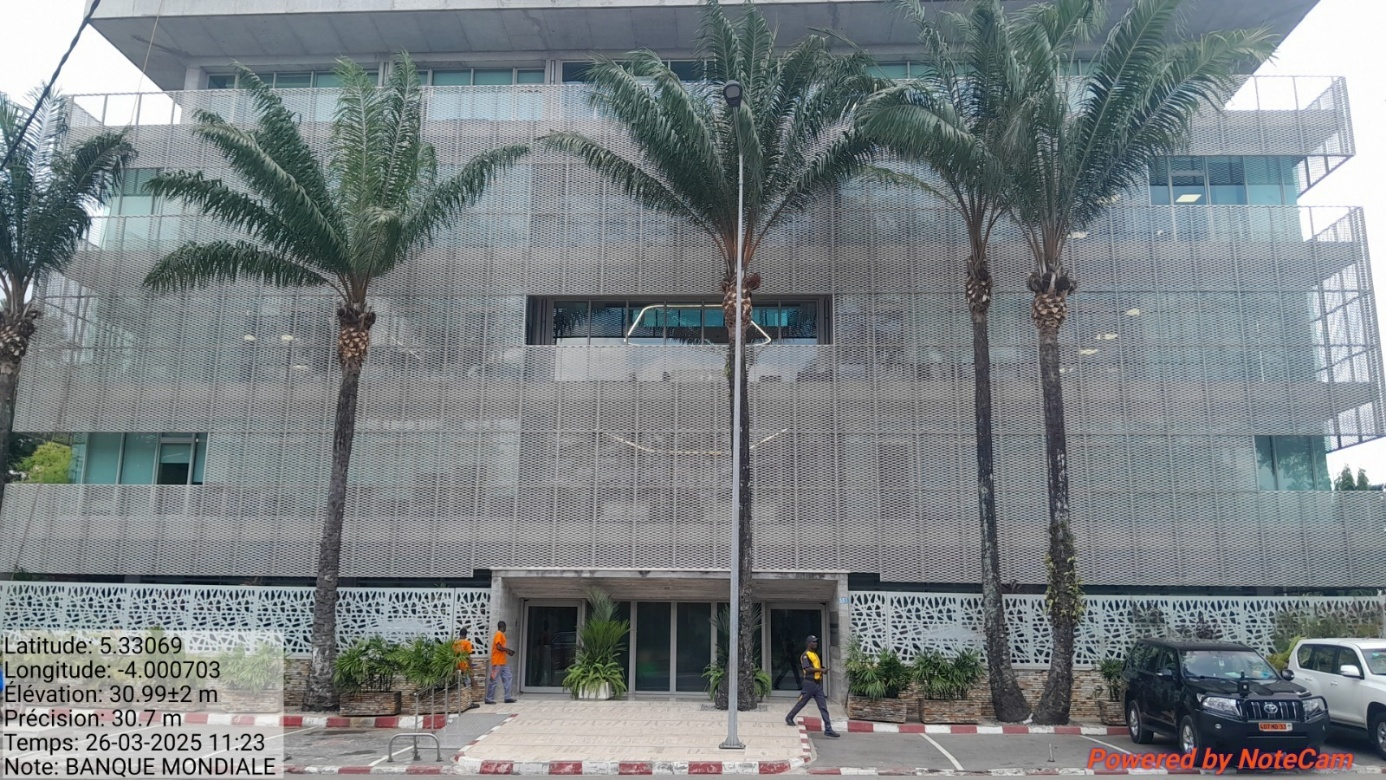 Latitude: 5.33069
Longitude: -4.000703
Élévation: 30.99±2 m
Précision: 30.7 m
Temps: 26-03-2025 11:23
Note: BANQUE MONDIALE
Powered by NoteCam